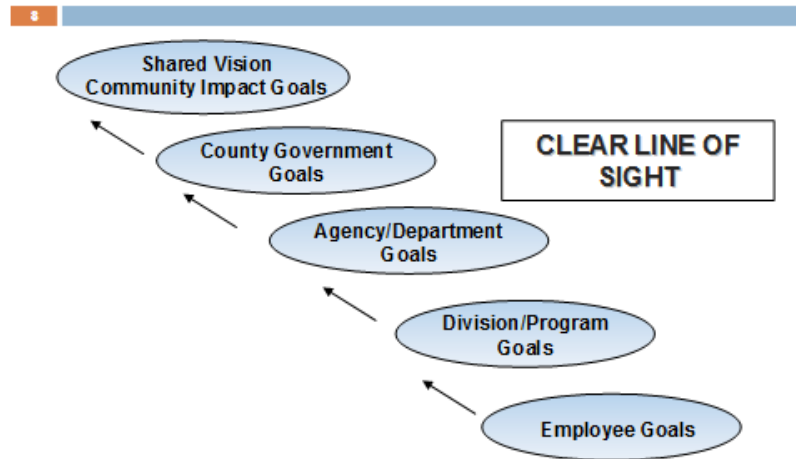 8
Shared Vision
Community Impact Goals
County Government
Goals
CLEAR LINE OF
SIGHT
Agency/Department
Goals
Division/Program
Goals
Employee Goals